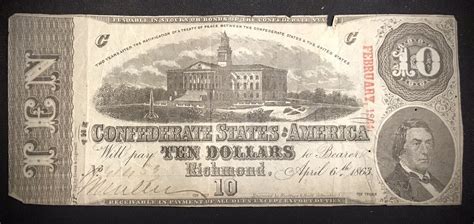 FUNDABLE IN STOCKS OR BONDS OF THE CONFEDERATE STATES
TWO YEARS AFTER THE RATIFICATION OF A TREATY OF PEACE BETWEEN THE CONFEDERATE STATES & THE UNITED STATES
C
C
10
TEN
FEBRUARY, 1864
THE
CONFEDERATE STATES OF AMERICA
Will pay TEN DOLLARS to Bearer
Richmond, April 6th 1863
10
RECEIVABLE IN PAYMENT OF ALL DUES EXCEPT EXPORT DUTIES